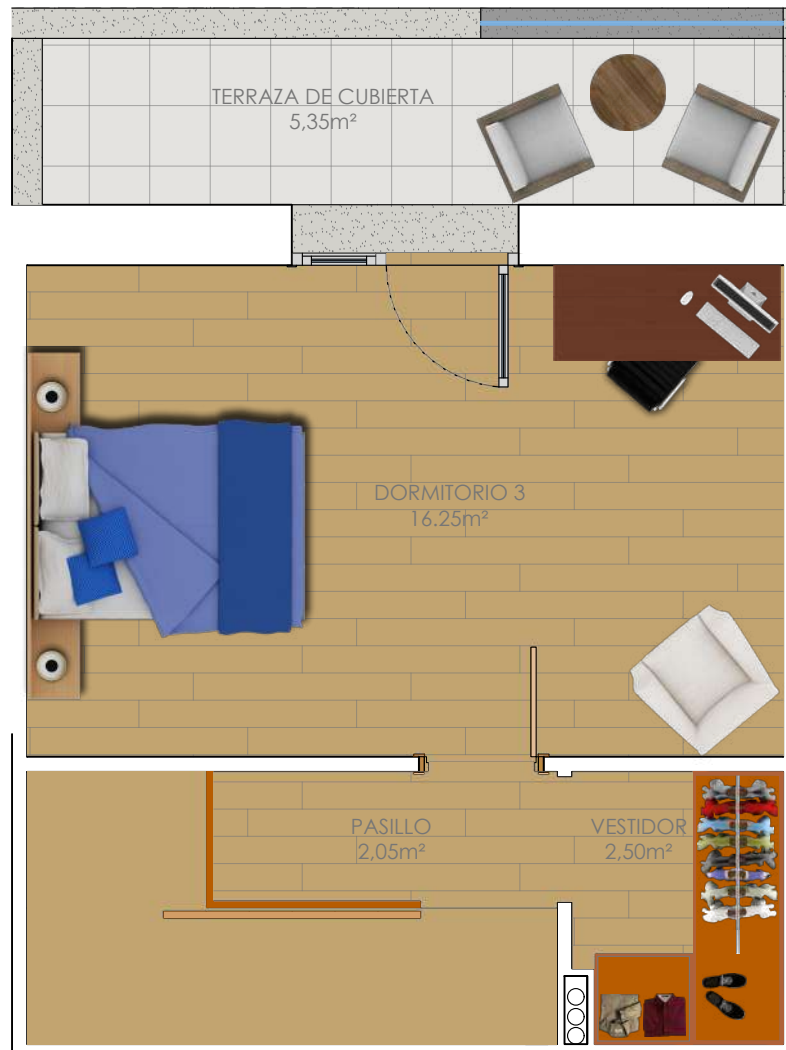 TERRAZA DE CUBIERTA
5,35m²
DORMITORIO 3
16.25m²
PASILLO
2,05m²
VESTIDOR
2,50m²